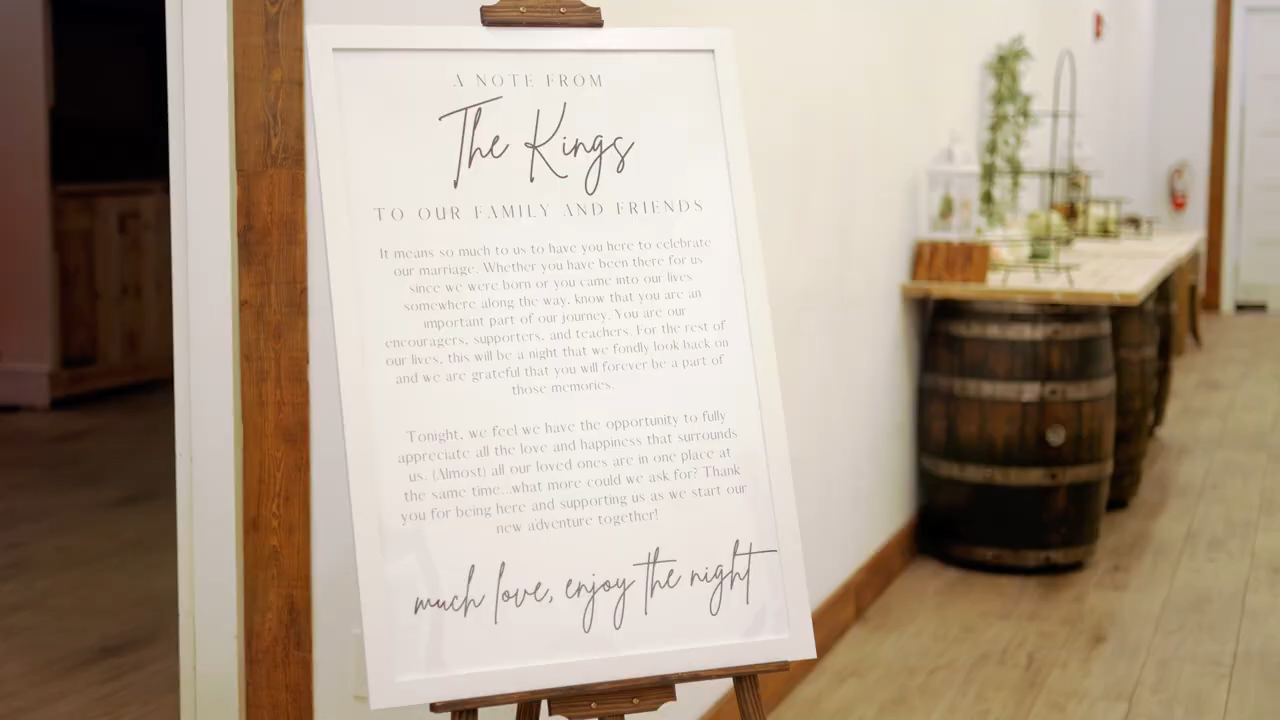 A NOTE FROM
The Kings
TO OUR FAMILY AND FRIENDS
It means so much to us to have you here to celebrate
our marriage. Whether you have been there for us
since we were born or you came into our lives
somewhere along the way, know that you are an
important part of our journey. You are our
encouragers, supporters, and teachers. For the rest of
our lives, this will be a night that we fondly look back on
and we are grateful that you will forever be a part of
those memories.
Tonight, we feel we have the opportunity to fully
appreciate all the love and happiness that surrounds
us. (Almost) all our loved ones are in one place at
the same time...what more could we ask for? Thank
you for being here and supporting us as we start our
new adventure together!
much love, enjoy the night